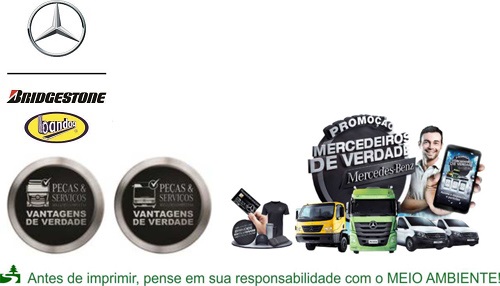 BRIDGESTONE
bandag
PEÇAS &
SERVIÇOS
VANTAGENS
DE VERDADE
PEÇAS &
SERVIÇOS
VANTAGENS
DE VERDADE
PROMOÇÃO
MERCEDEIROS
DE VERDADE
Mercedes-Benz
Antes de imprimir, pense em sua responsabilidade com o MEIO AMBIENTE!